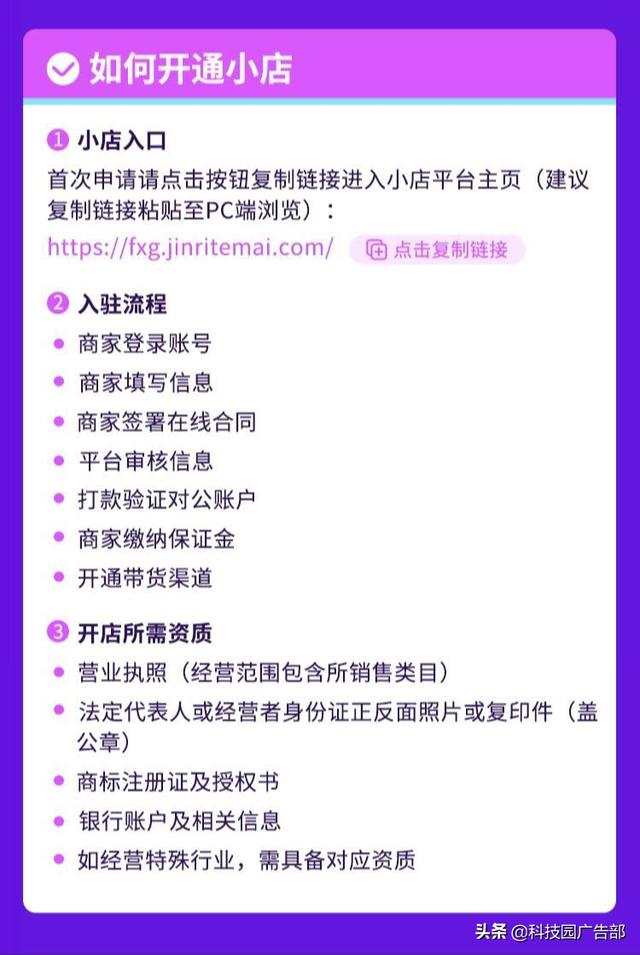 如何开通小店
1 小店入口
首次申请请点击按钮复制链接进入小店平台主页（建议
复制链接粘贴至PC端浏览）：
https://fxg.jinritemai.com/ 点击复制链接
2 入驻流程
商家登录账号
商家填写信息
商家签署在线合同
平台审核信息
打款验证对公账户
商家缴纳保证金
开通带货渠道
3 开店所需资质
营业执照（经营范围包含所销售类目）
法定代表人或经营者身份证正反面照片或复印件（盖
公章）
商标注册证及授权书
银行账户及相关信息
如经营特殊行业，需具备对应资质
头条 @科技园广告部